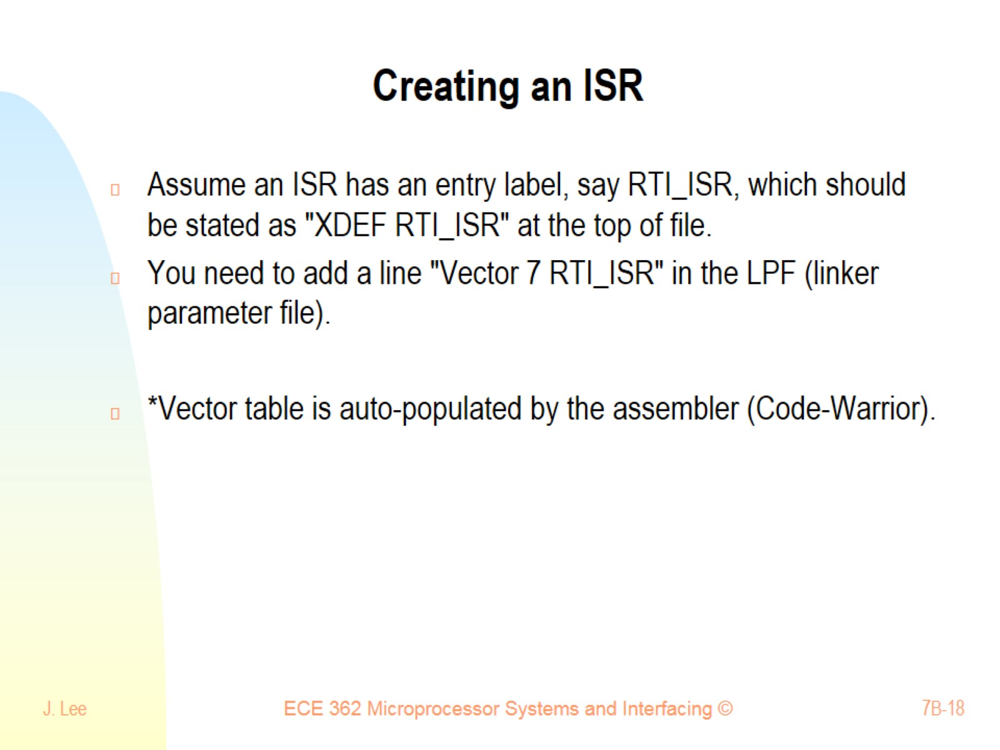 Creating an ISR
Assume an ISR has an entry label, say RTI_ISR, which should
be stated as "XDEF RTI_ISR" at the top of file.
You need to add a line "Vector 7 RTI_ISR" in the LPF (linker
parameter file).
*Vector table is auto-populated by the assembler (Code-Warrior).
J. Lee
ECE 362 Microprocessor Systems and Interfacing ©
7B-18